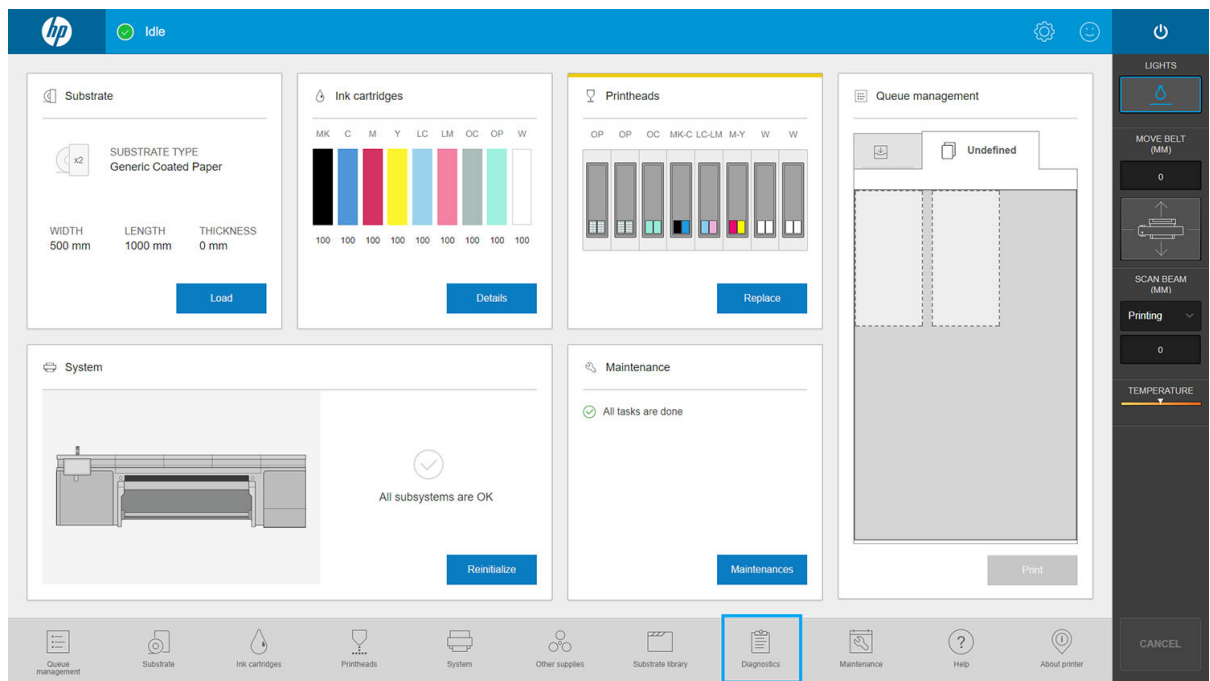 hp
Idle
Substrate
x2
SUBSTRATE TYPE
Generic Coated Paper
WIDTH LENGTH THICKNESS
500 mm 1000 mm 0 mm
Load
Ink cartridges
MK C M Y LC LM OC OP W
100 100 100 100 100 100 100 100 100
Details
Printheads
OP OP OC MK-C LC-LM M-Y W W
Replace
Queue management
Undefined
Print
System
All subsystems are OK
Reinitialize
Maintenance
All tasks are done
Maintenances
LIGHTS
MOVE BELT
(MM)
0
SCAN BEAM
(MM)
Printing
0
TEMPERATURE
CANCEL
Queue
management
Substrate
Ink cartridges
Printheads
System
Other supplies
Substrate library
Diagnostics
Maintenance
?
Help
About printer